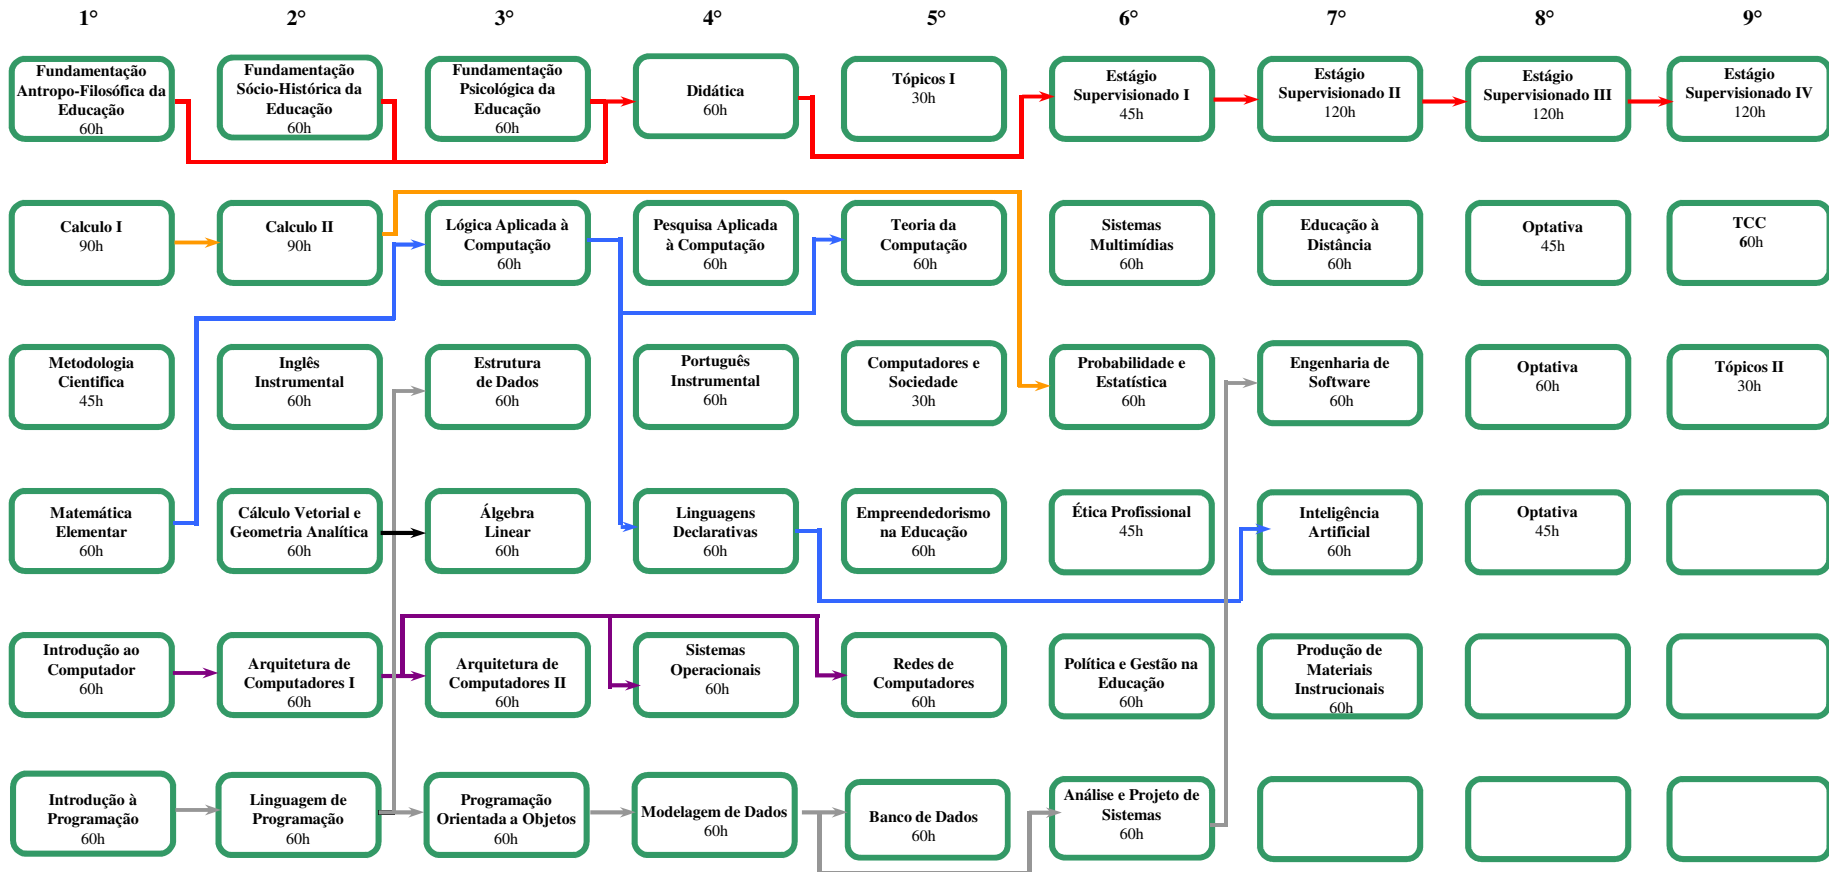 1° 2° 3° 4° 5° 6° 7° 8° 9°
Fundamentação
Antropo-Filosófica da
Educação
60h
Fundamentação
Sócio-Histórica da
Educação
60h
Fundamentação
Psicológica da
Educação
60h
Didática
60h
Tópicos I
30h
Estágio
Supervisionado I
45h
Estágio
Supervisionado II
120h
Estágio
Supervisionado III
120h
Estágio
Supervisionado IV
120h
Calculo I
90h
Calculo II
90h
Lógica Aplicada à
Computação
60h
Pesquisa Aplicada
à Computação
60h
Teoria da
Computação
60h
Sistemas
Multimídias
60h
Educação à
Distância
60h
Optativa
45h
TCC
60h
Metodologia
Cientifica
45h
Inglês
Instrumental
60h
Estrutura
de Dados
60h
Português
Instrumental
60h
Computadores e
Sociedade
30h
Probabilidade e
Estatística
60h
Engenharia de
Software
60h
Optativa
60h
Tópicos II
30h
Matemática
Elementar
60h
Cálculo Vetorial e
Geometria Analítica
60h
Álgebra
Linear
60h
Linguagens
Declarativas
60h
Empreendedorismo
na Educação
60h
Ética Profissional
45h
Inteligência
Artificial
60h
Optativa
45h
Introdução ao
Computador
60h
Arquitetura de
Computadores I
60h
Arquitetura de
Computadores II
60h
Sistemas
Operacionais
60h
Redes de
Computadores
60h
Política e Gestão na
Educação
60h
Produção de
Materiais
Instrucionais
60h
Introdução à
Programação
60h
Linguagem de
Programação
60h
Programação
Orientada a Objetos
60h
Modelagem de Dados
60h
Banco de Dados
60h
Análise e Projeto de
Sistemas
60h